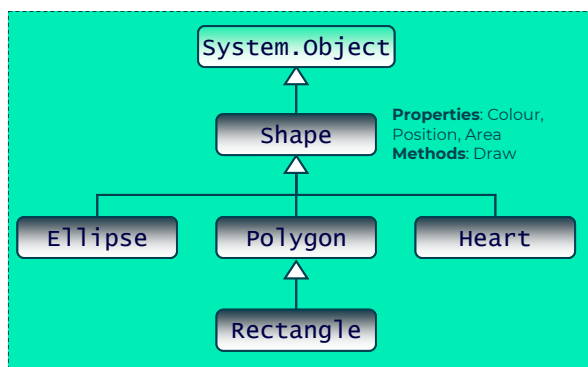 System.Object
Shape
Properties: Colour,
Position, Area
Methods: Draw
Ellipse
Polygon
Heart
Rectangle